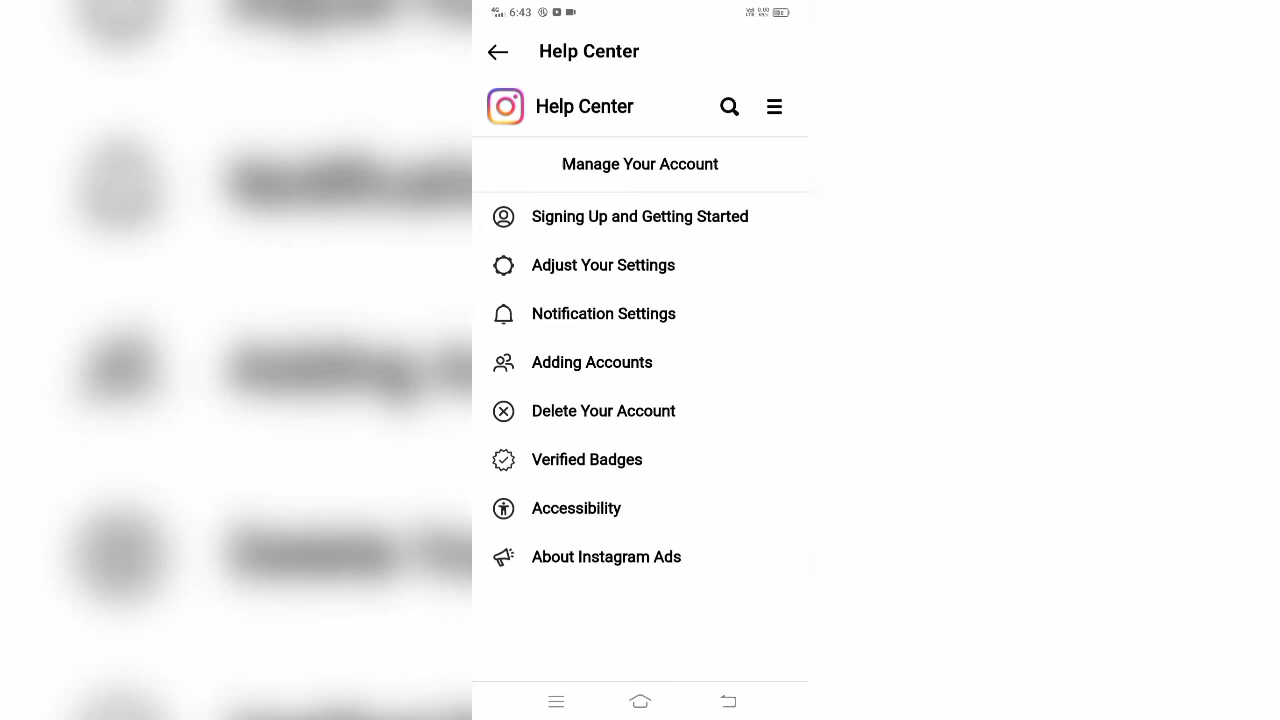 4G 6:43
Help Center
Help Center
Manage Your Account
Signing Up and Getting Started
Adjust Your Settings
Notification Settings
Adding Accounts
Delete Your Account
Verified Badges
Accessibility
About Instagram Ads